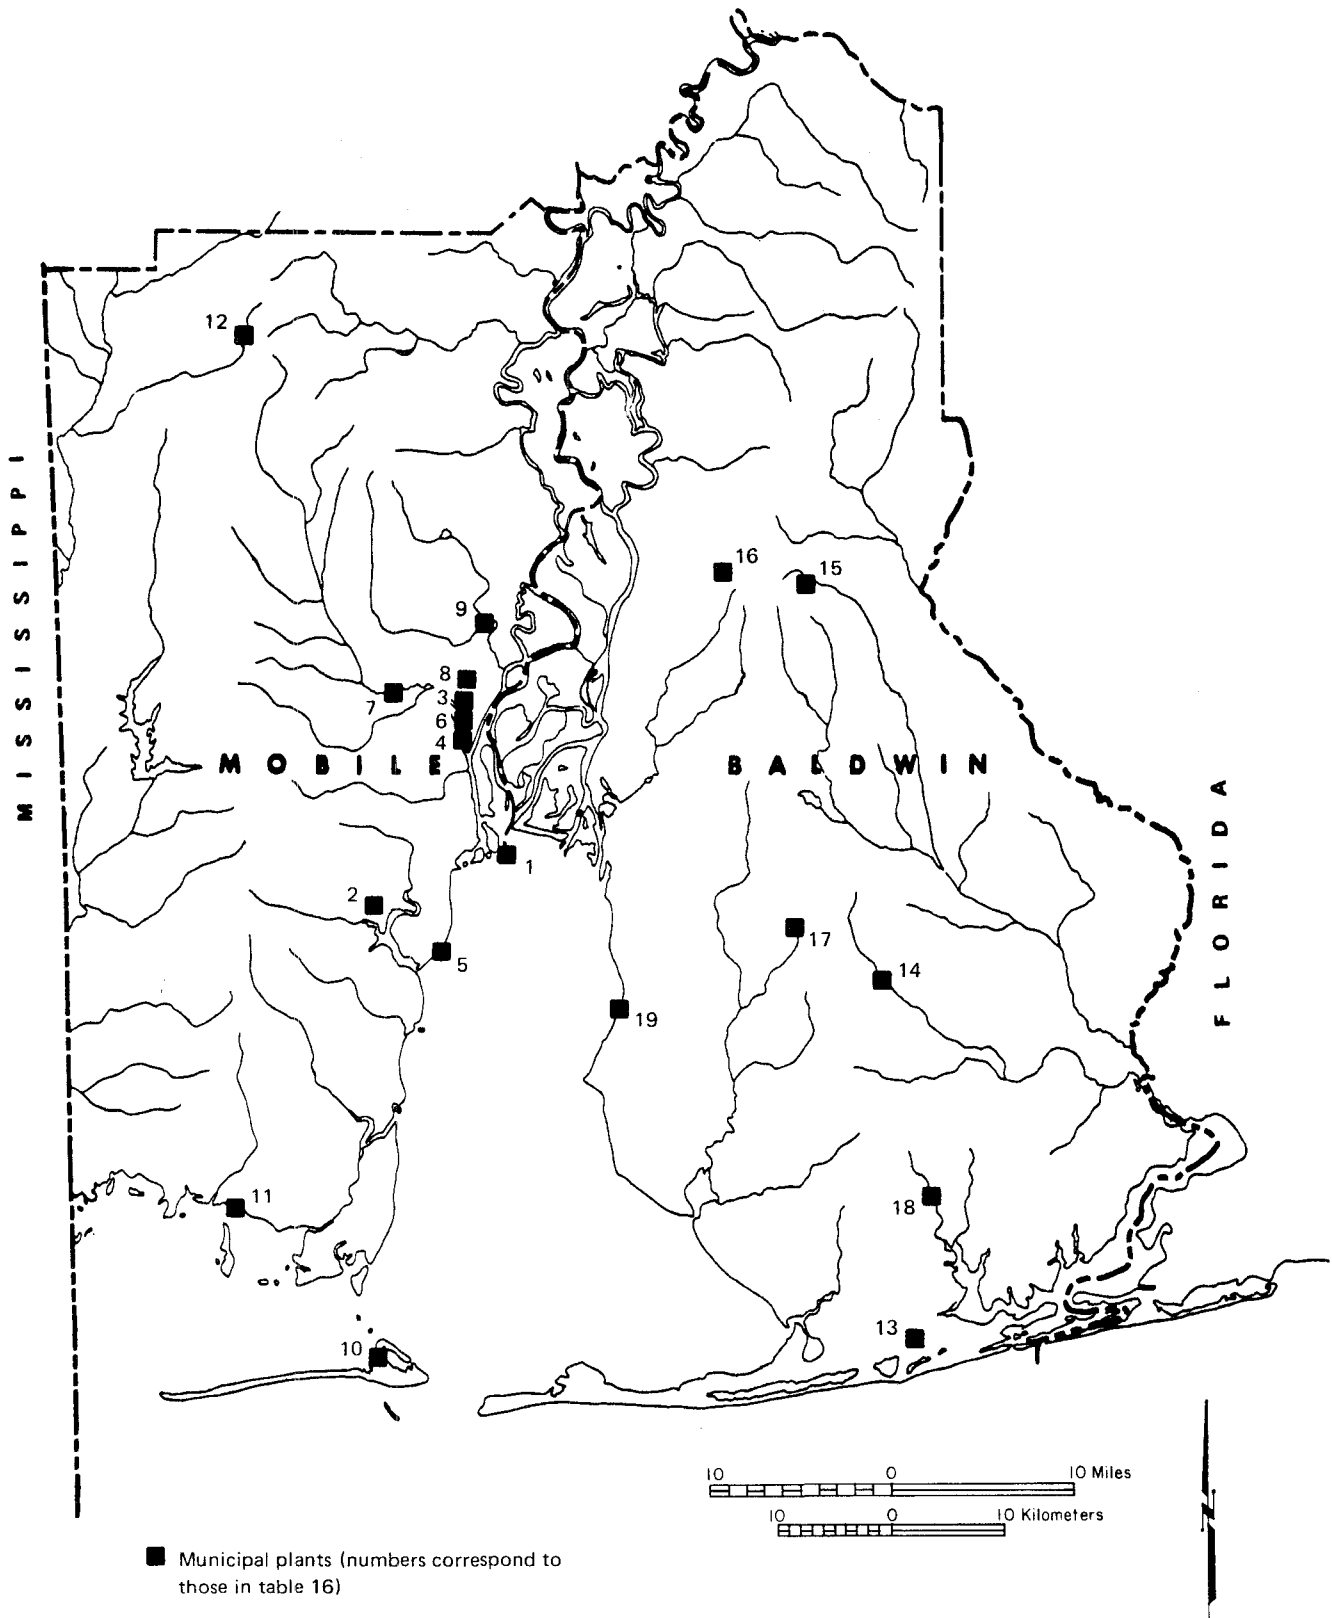 12
16
15
9
8
3
7
6
4
MISSISSIPPI
MOBILE
BALDWIN
FLORIDA
1
2
5
17
14
19
11
18
13
10
10 0 10 Miles
10 0 10 Kilometers
N
Municipal plants (numbers correspond to
those in table 16)